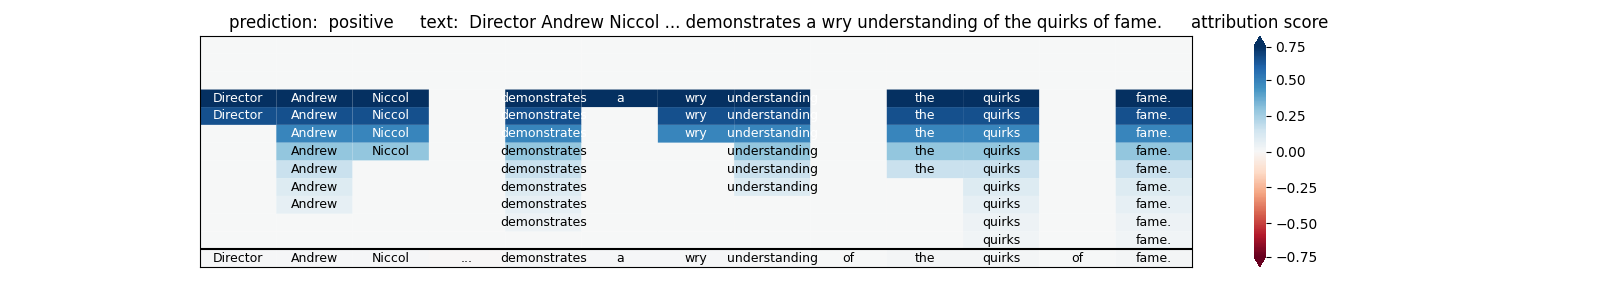 prediction:  positive     text:  Director Andrew Niccol ... demonstrates a wry understanding of the quirks of fame.     attribution score
0.75
Director Andrew Niccol demonstrates a wry understanding the quirks fame.
Director Andrew Niccol demonstrates wry understanding the quirks fame.
0.50
Andrew Niccol demonstrates wry understanding the quirks fame.
0.25
Andrew Niccol demonstrates understanding the quirks fame.
0.00
Andrew demonstrates understanding the quirks fame.
Andrew demonstrates understanding quirks fame.
−0.25
Andrew demonstrates quirks fame.
demonstrates quirks fame.
−0.50
quirks fame.
Director Andrew Niccol ... demonstrates a wry understanding of the quirks of fame.
−0.75